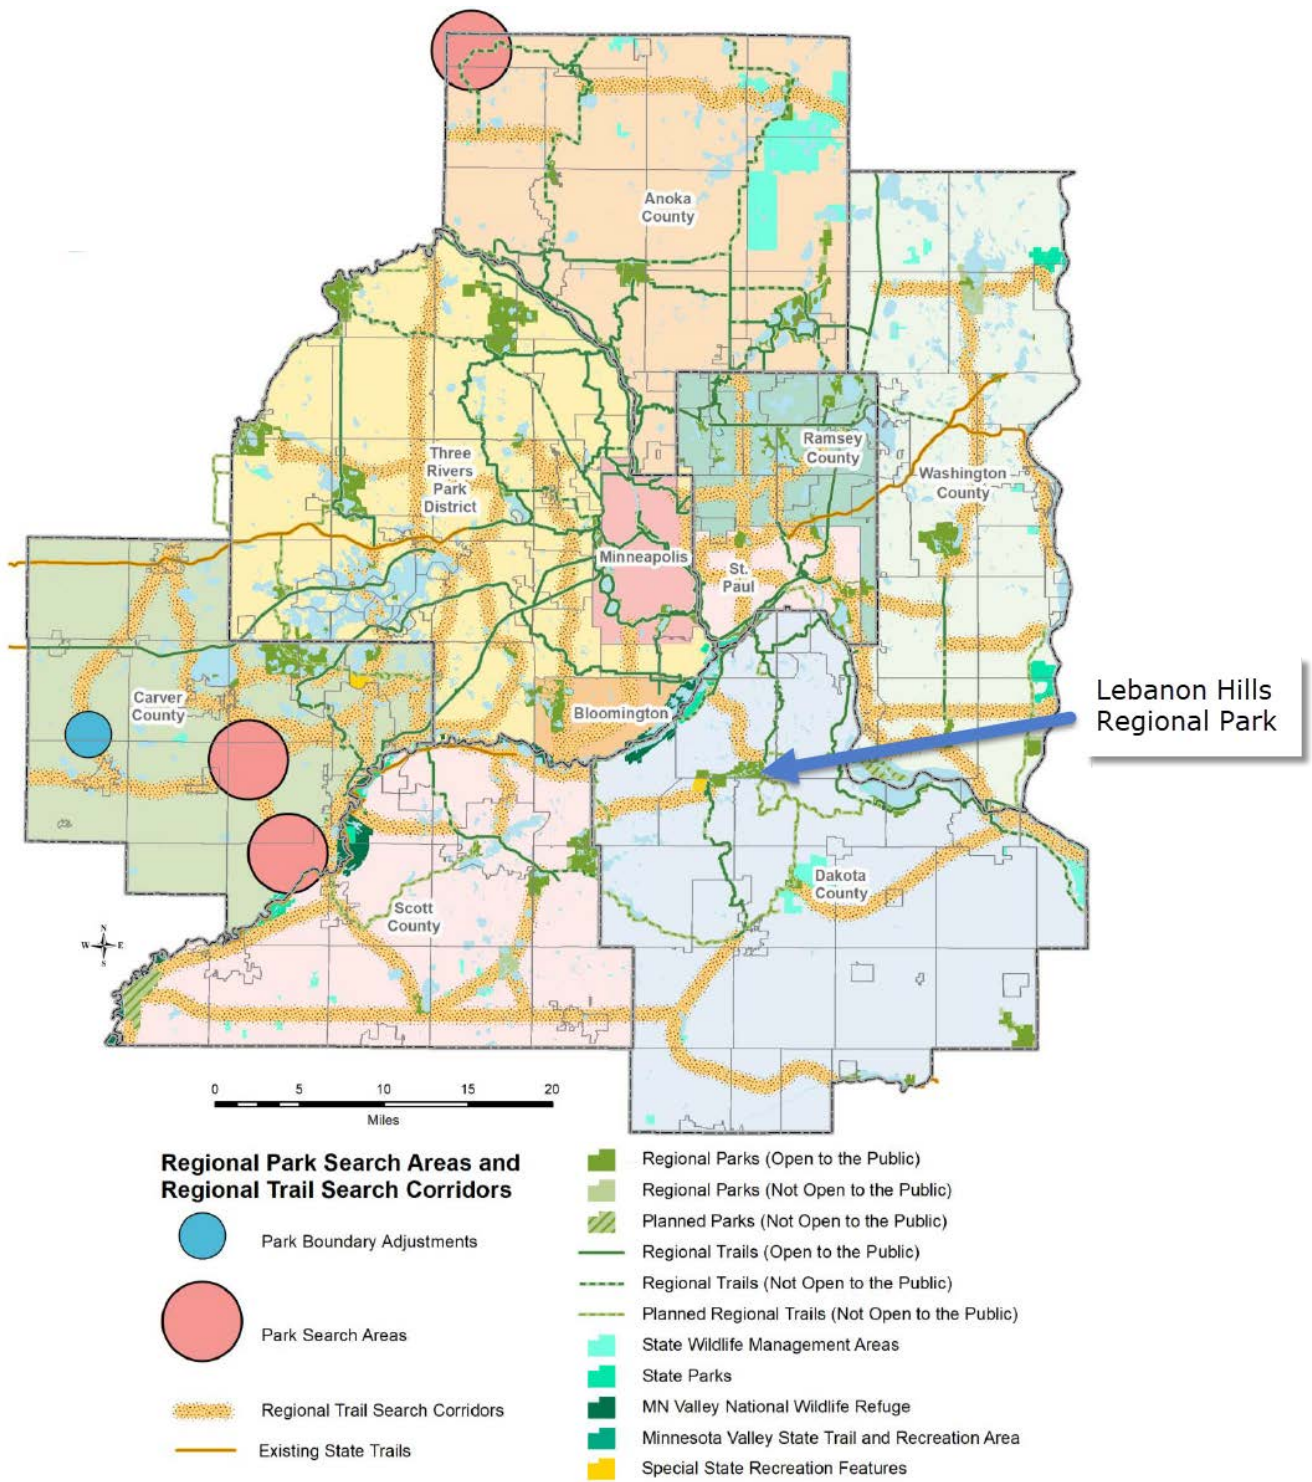 Anoka
County
Three
Rivers
Park
District
Ramsey
County
Washington
County
Minneapolis
St.
Paul
Carver
County
Bloomington
Lebanon Hills
Regional Park
Dakota
County
Scott
County
N
W E
S
0 5 10 15 20
Miles
Regional Park Search Areas and
Regional Trail Search Corridors
Park Boundary Adjustments
Park Search Areas
Regional Trail Search Corridors
Existing State Trails
Regional Parks (Open to the Public)
Regional Parks (Not Open to the Public)
Planned Parks (Not Open to the Public)
Regional Trails (Open to the Public)
Regional Trails (Not Open to the Public)
Planned Regional Trails (Not Open to the Public)
State Wildlife Management Areas
State Parks
MN Valley National Wildlife Refuge
Minnesota Valley State Trail and Recreation Area
Special State Recreation Features